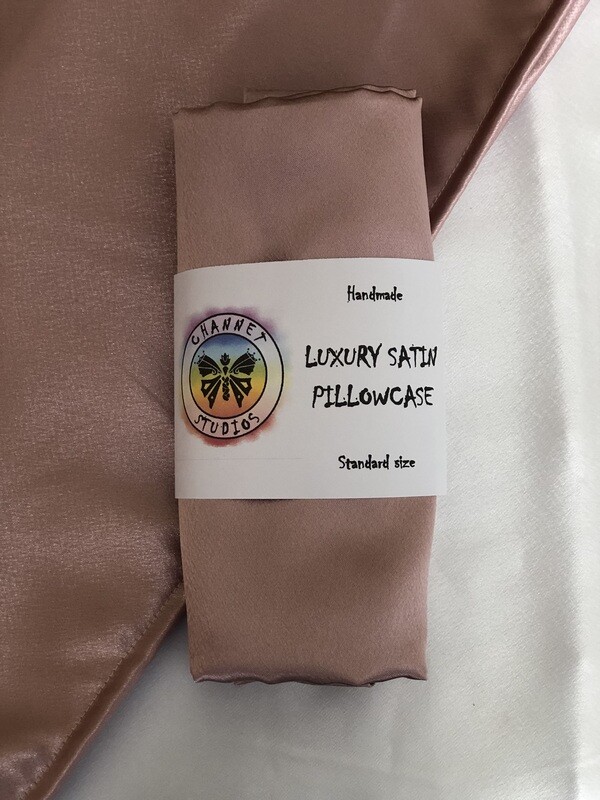 CHANNET
STUDIOS
Handmade
LUXURY SATIN
PILLOWCASE
Standard size